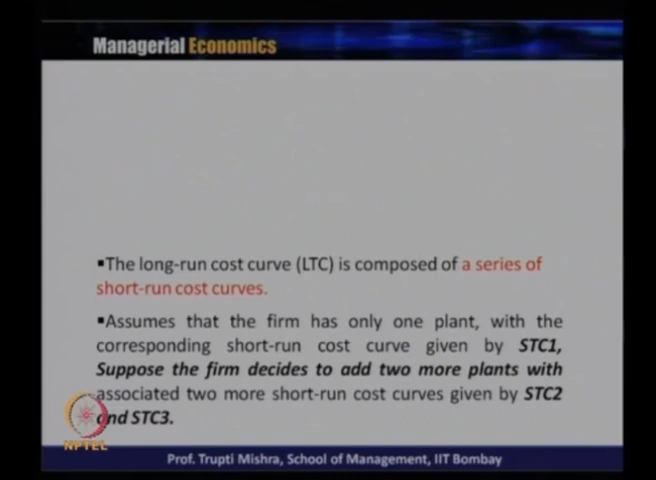 Managerial Economics
▪The long-run cost curve (LTC) is composed of a series of
short-run cost curves.
▪Assumes that the firm has only one plant, with the
corresponding short-run cost curve given by STC1,
Suppose the firm decides to add two more plants with
associated two more short-run cost curves given by STC2
and STC3.
NPTEL
Prof. Trupti Mishra, School of Management, IIT Bombay